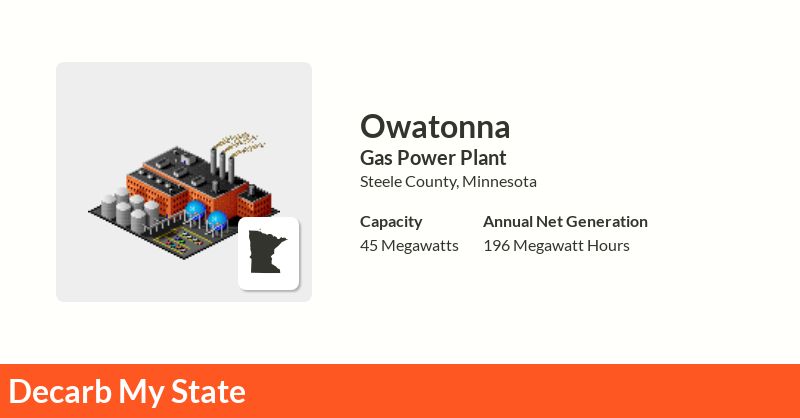 Owatonna
Gas Power Plant
Steele County, Minnesota
Capacity
45 Megawatts
Annual Net Generation
196 Megawatt Hours
Decarb My State